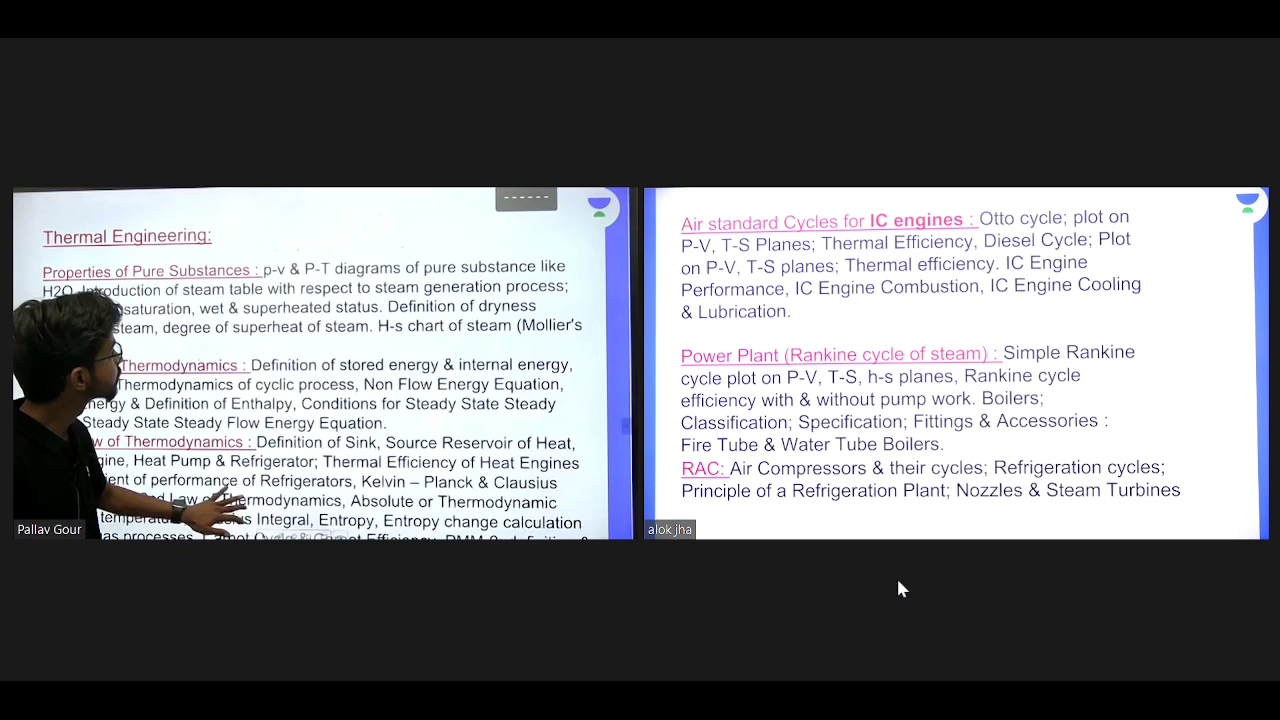 Thermal Engineering:
Properties of Pure Substances : p-v & P-T diagrams of pure substance like
H2O, Introduction of steam table with respect to steam generation process;
saturation, wet & superheated status. Definition of dryness
steam, degree of superheat of steam. H-s chart of steam (Mollier's
Thermodynamics : Definition of stored energy & internal energy,
Thermodynamics of cyclic process, Non Flow Energy Equation,
& Definition of Enthalpy, Conditions for Steady State Steady
Steady State Steady Flow Energy Equation.
of Thermodynamics : Definition of Sink, Source Reservoir of Heat,
Heat Pump & Refrigerator; Thermal Efficiency of Heat Engines
of performance of Refrigerators, Kelvin – Planck & Clausius
Law of Thermodynamics, Absolute or Thermodynamic
Integral, Entropy, Entropy change calculation
processes,
Pallav Gour
Air standard Cycles for IC engines : Otto cycle; plot on
P-V, T-S Planes; Thermal Efficiency, Diesel Cycle; Plot
on P-V, T-S planes; Thermal efficiency. IC Engine
Performance, IC Engine Combustion, IC Engine Cooling
& Lubrication.
Power Plant (Rankine cycle of steam) : Simple Rankine
cycle plot on P-V, T-S, h-s planes, Rankine cycle
efficiency with & without pump work. Boilers;
Classification; Specification; Fittings & Accessories :
Fire Tube & Water Tube Boilers.
RAC: Air Compressors & their cycles; Refrigeration cycles;
Principle of a Refrigeration Plant; Nozzles & Steam Turbines
alok jha